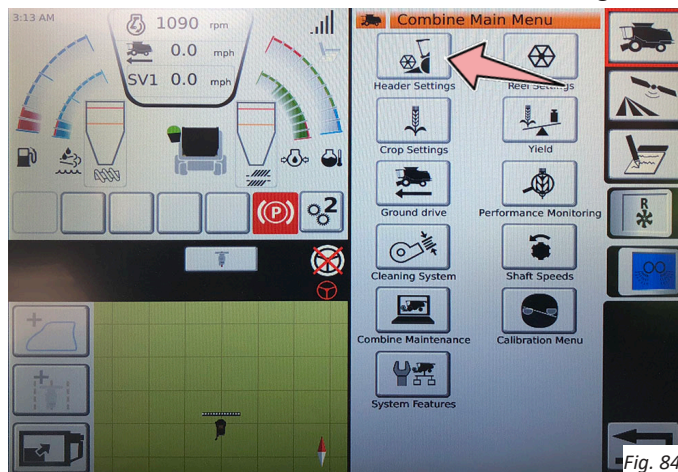 3:13 AM
1090 rpm
0.0 mph
SV1 0.0 mph
(P)
2
Combine Main Menu
Header Settings
Reel Settings
Crop Settings
Yield
Ground drive
Performance Monitoring
Cleaning System
Shaft Speeds
Combine Maintenance
Calibration Menu
System Features
R
Fig. 84